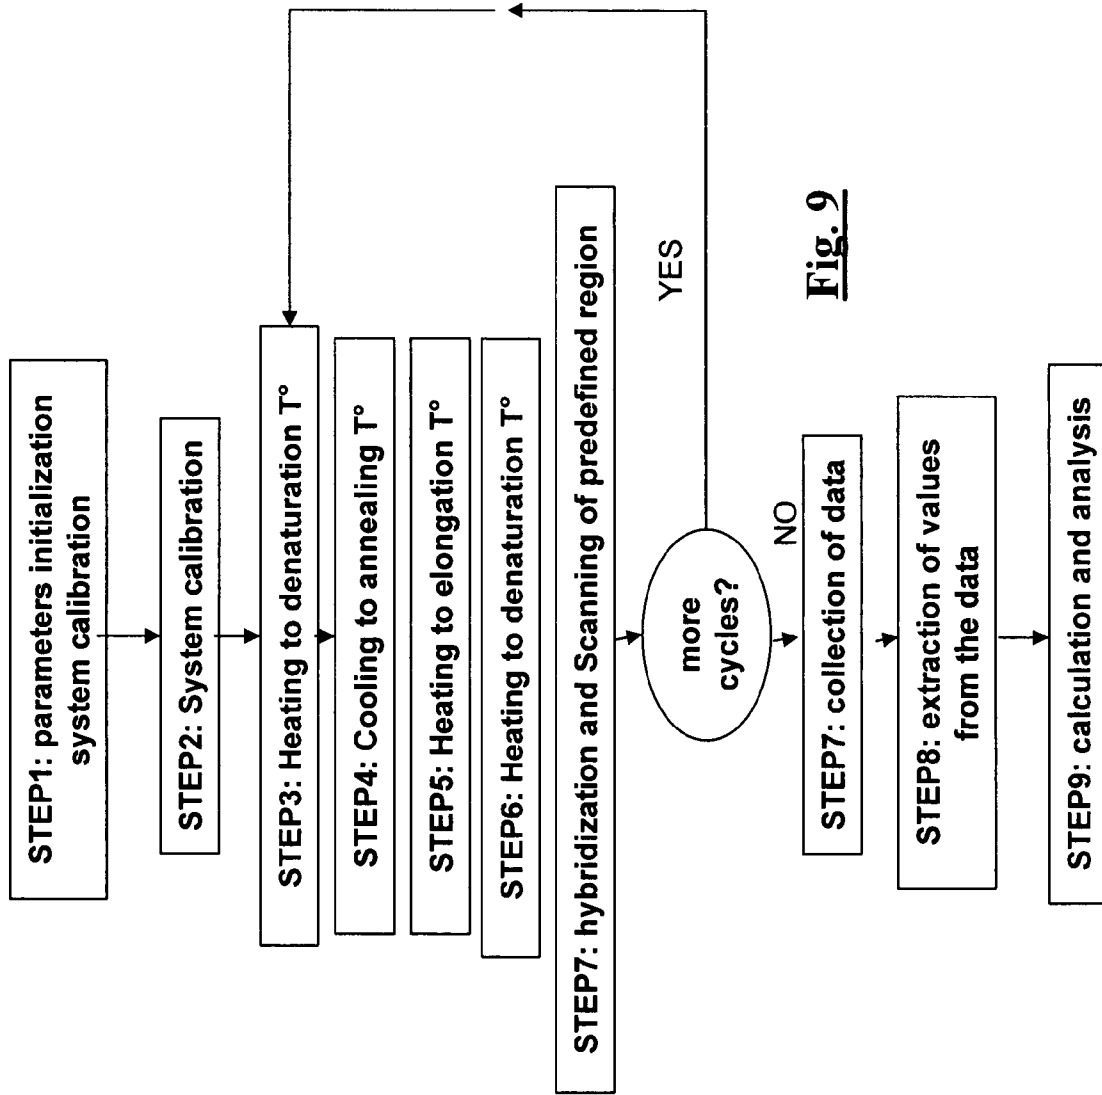 STEP1: parameters initialization
system calibration
STEP2: System calibration
STEP3: Heating to denaturation T°
STEP4: Cooling to annealing T°
STEP5: Heating to elongation T°
STEP6: Heating to denaturation T°
STEP7: hybridization and Scanning of predefined region
more
cycles?
YES
NO
STEP7: collection of data
STEP8: extraction of values
from the data
STEP9: calculation and analysis
Fig. 9